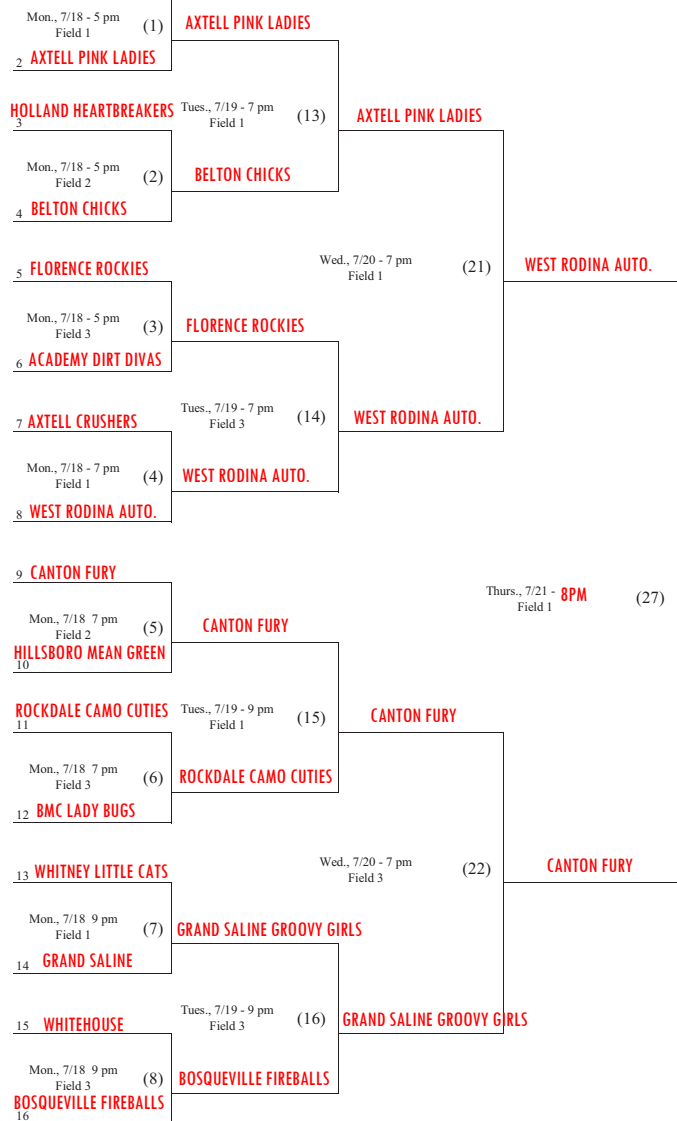 Mon., 7/18 - 5 pm
Field 1
(1)
AXTELL PINK LADIES
2 AXTELL PINK LADIES
HOLLAND HEARTBREAKERS
3
Tues., 7/19 - 7 pm
Field 1
(13)
AXTELL PINK LADIES
Mon., 7/18 - 5 pm
Field 2
(2)
BELTON CHICKS
4 BELTON CHICKS
5 FLORENCE ROCKIES
Wed., 7/20 - 7 pm
Field 1
(21)
WEST RODINA AUTO.
Mon., 7/18 - 5 pm
Field 3
(3)
FLORENCE ROCKIES
6 ACADEMY DIRT DIVAS
7 AXTELL CRUSHERS
Tues., 7/19 - 7 pm
Field 3
(14)
WEST RODINA AUTO.
Mon., 7/18 - 7 pm
Field 1
(4)
WEST RODINA AUTO.
8 WEST RODINA AUTO.
9 CANTON FURY
Thurs., 7/21 - 8PM
Field 1
(27)
Mon., 7/18 7 pm
Field 2
(5)
CANTON FURY
HILLSBORO MEAN GREEN
10
ROCKDALE CAMO CUTIES
11
Tues., 7/19 - 9 pm
Field 1
(15)
CANTON FURY
Mon., 7/18 7 pm
Field 3
(6)
ROCKDALE CAMO CUTIES
12 BMC LADY BUGS
13 WHITNEY LITTLE CATS
Wed., 7/20 - 7 pm
Field 3
(22)
CANTON FURY
Mon., 7/18 9 pm
Field 1
(7)
GRAND SALINE GROOVY GIRLS
14 GRAND SALINE
15 WHITEHOUSE
Tues., 7/19 - 9 pm
Field 3
(16)
GRAND SALINE GROOVY GIRLS
Mon., 7/18 9 pm
Field 3
(8)
BOSQUEVILLE FIREBALLS
BOSQUEVILLE FIREBALLS
16